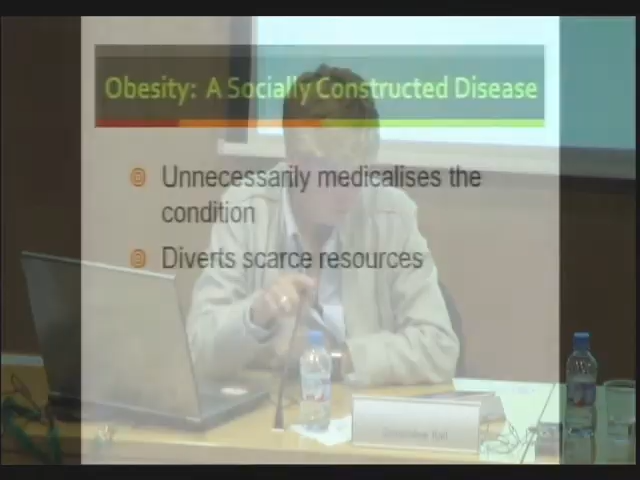 Obesity: A Socially Constructed Disease
Unnecessarily medicalises the
condition
Diverts scarce resources